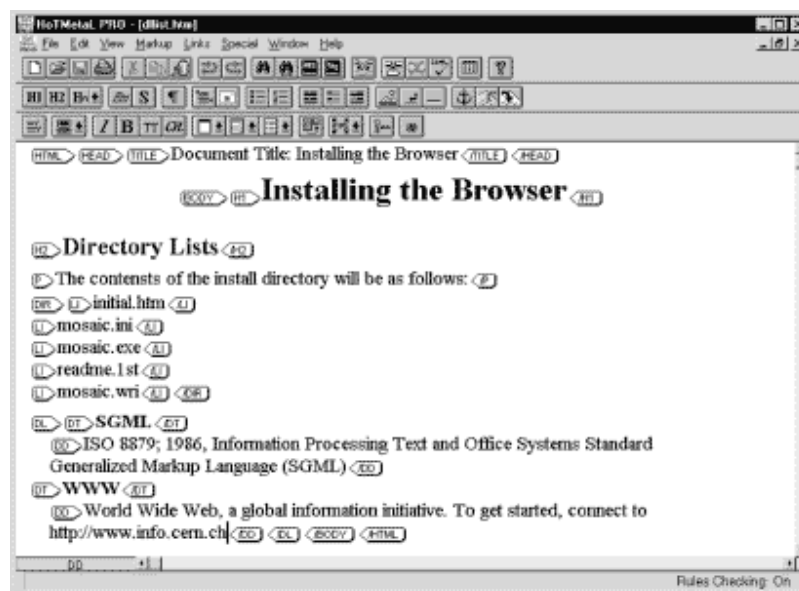 HoTMetaL PRO - [dllist.htm]
File Edit View Markup Links Special Window Help
H1 H2 Hn S ¶
I B TT
HTML HEAD TITLE Document Title: Installing the Browser /TITLE /HEAD
BODY H1 Installing the Browser /H1
H2 Directory Lists /H2
P The contensts of the install directory will be as follows: /P
DIR LI initial.htm /LI
LI mosaic.ini /LI
LI mosaic.exe /LI
LI readme.1st /LI
LI mosaic.wri /LI /DIR
DL DT SGML /DT
DD ISO 8879; 1986, Information Processing Text and Office Systems Standard
Generalized Markup Language (SGML) /DD
DT WWW /DT
DD World Wide Web, a global information initiative. To get started, connect to
http://www.info.cern.ch /DD /DL /BODY /HTML
DD
Rules Checking: On